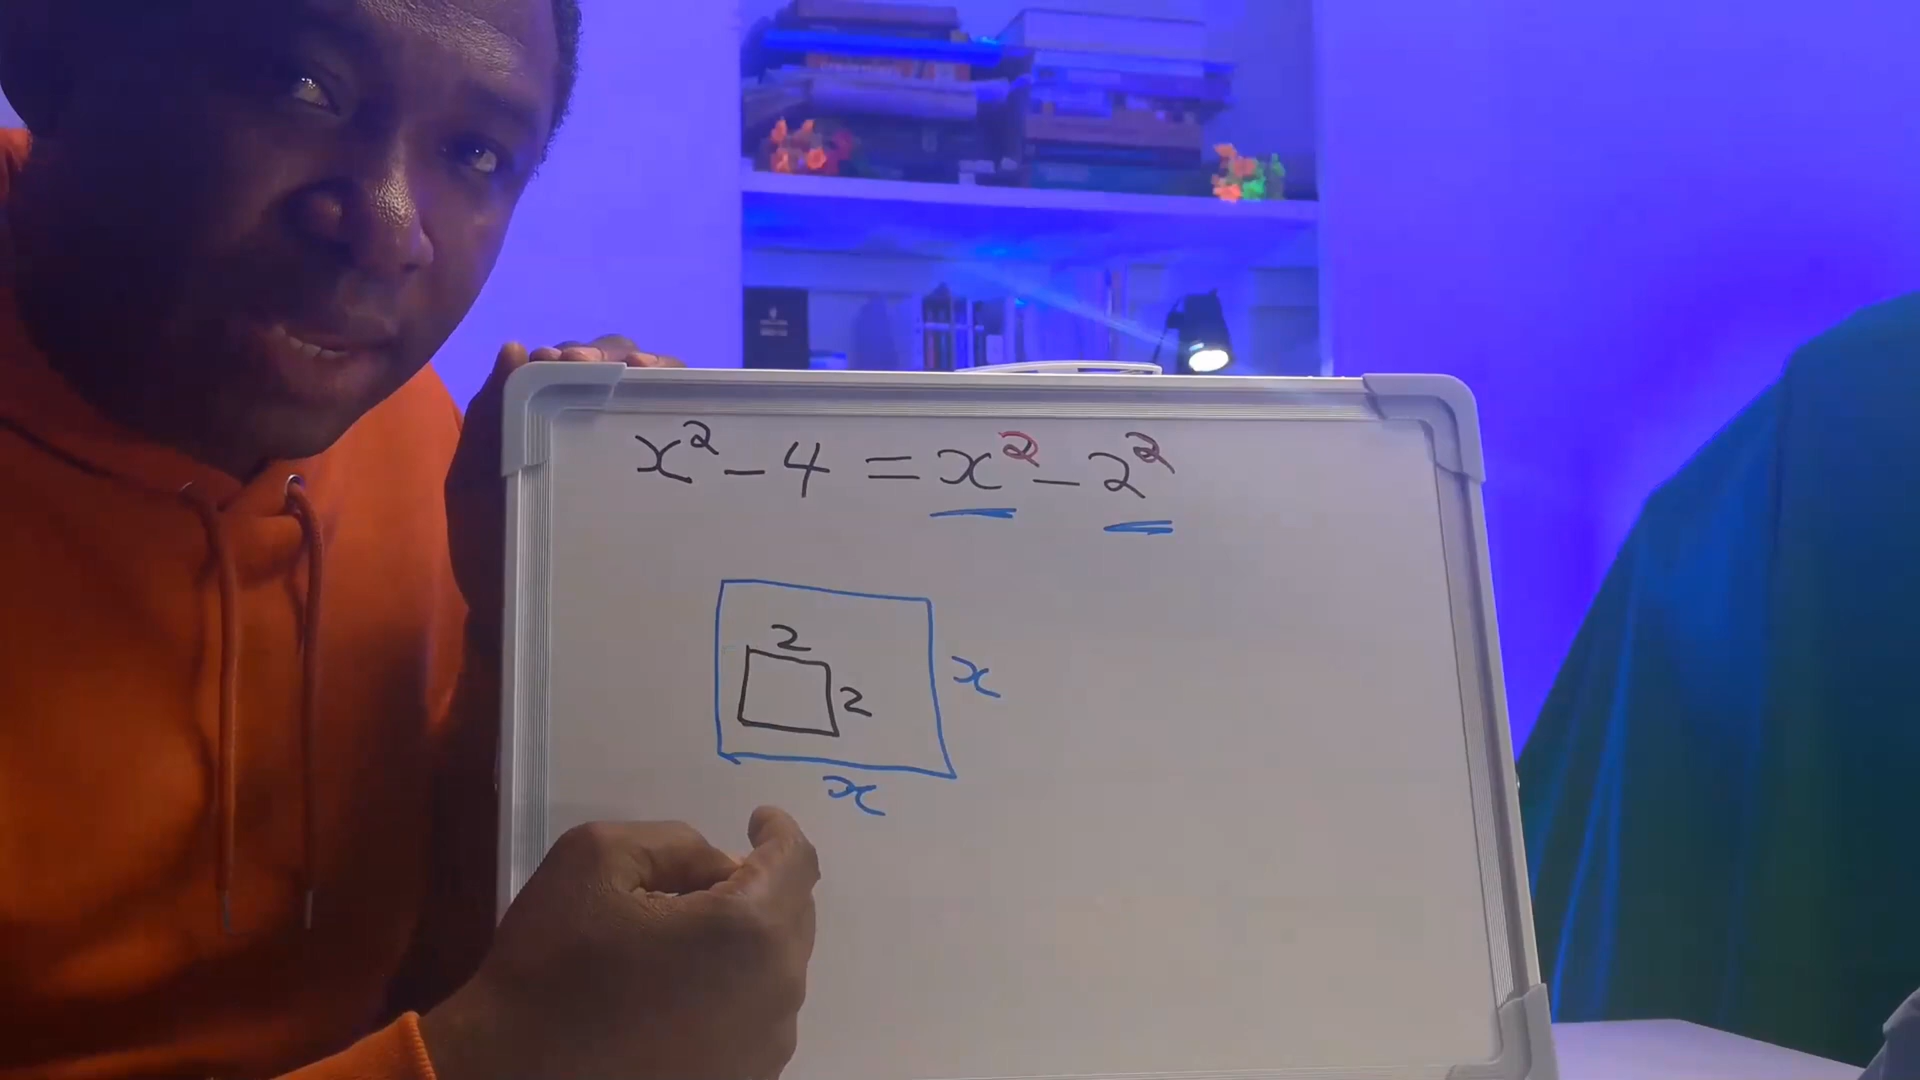 x² - 4 = x² - 2²
2
2
x
x